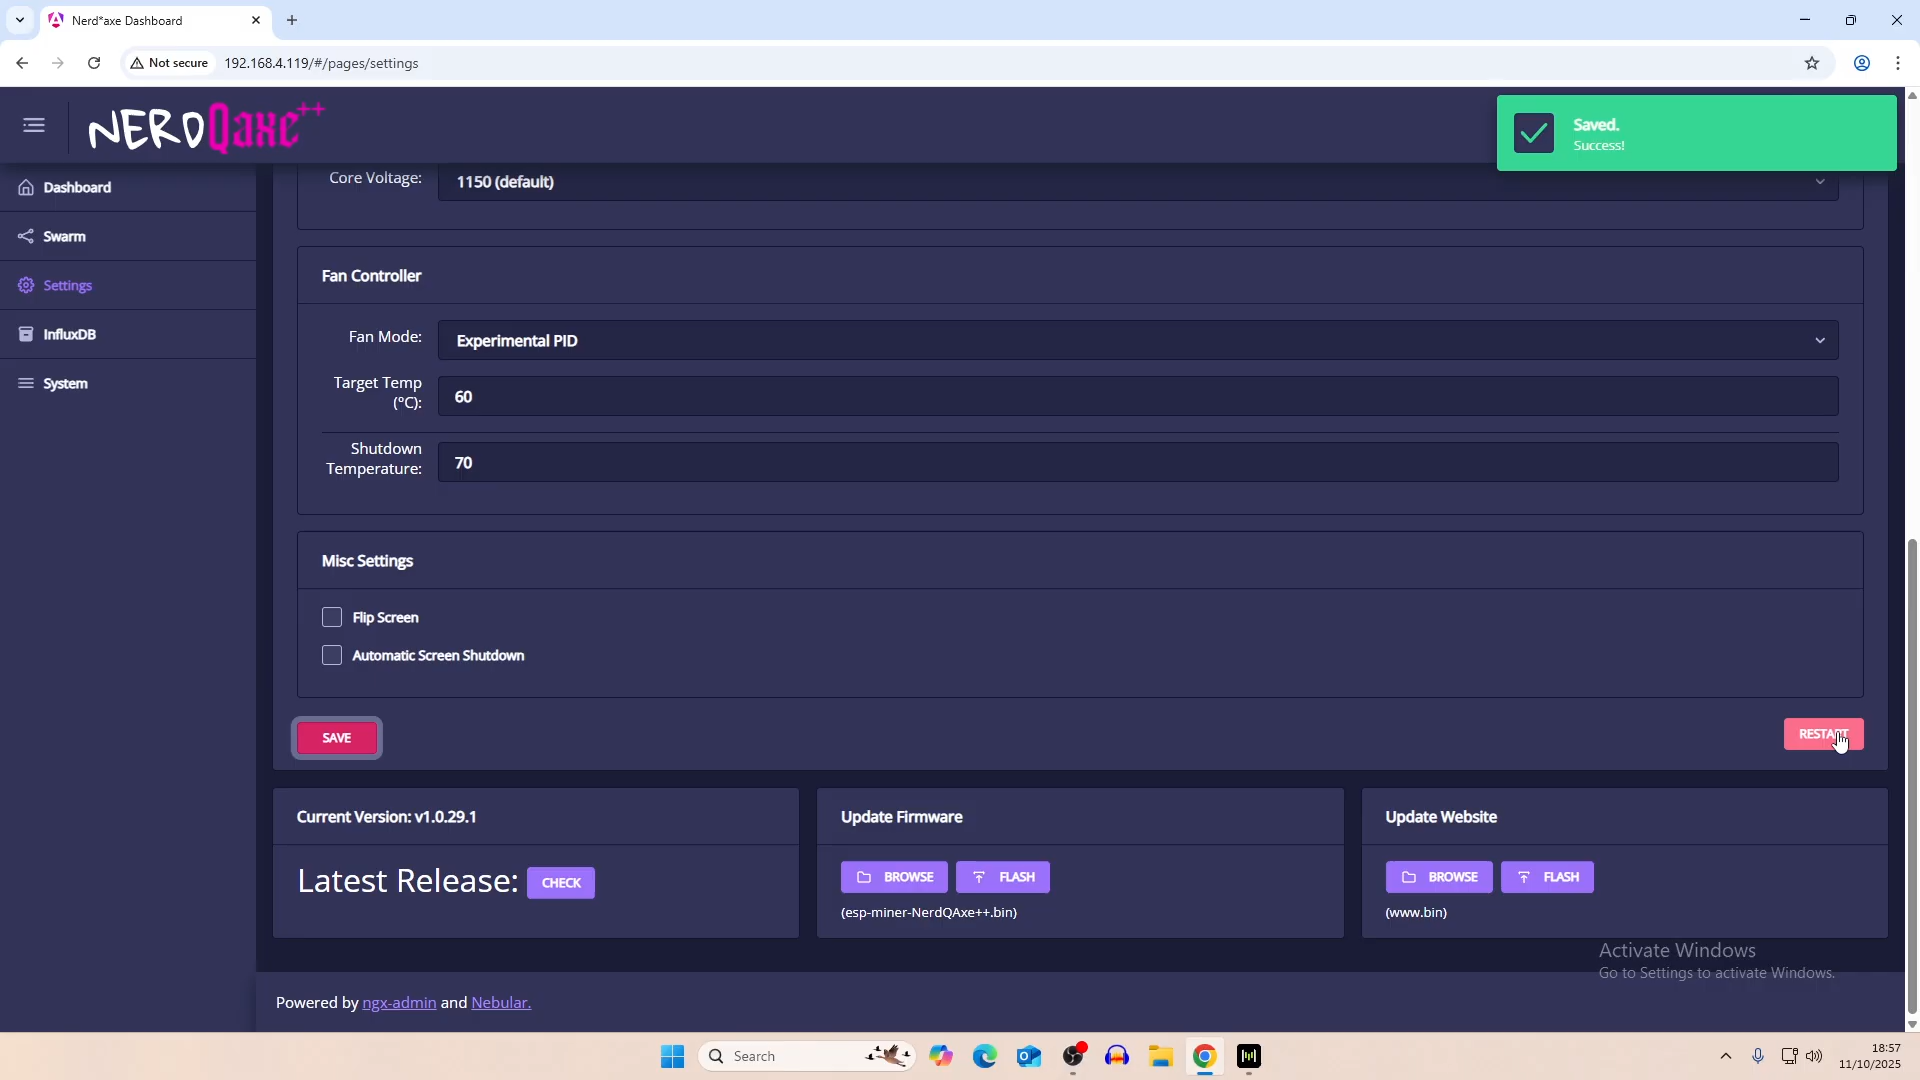 Nerd*axe Dashboard
Not secure
192.168.4.119/#/pages/settings
NERDQaxe++
Saved.
Success!
Dashboard
Swarm
Settings
InfluxDB
System
Core Voltage:
1150 (default)
Fan Controller
Fan Mode:
Experimental PID
Target Temp
(°C):
60
Shutdown
Temperature:
70
Misc Settings
Flip Screen
Automatic Screen Shutdown
SAVE
RESTART
Current Version: v1.0.29.1
Latest Release: CHECK
Update Firmware
BROWSE
FLASH
(esp-miner-NerdQAxe++.bin)
Update Website
BROWSE
FLASH
(www.bin)
Activate Windows
Go to Settings to activate Windows.
Powered by ngx-admin and Nebular.
Search
18:57
11/10/2025